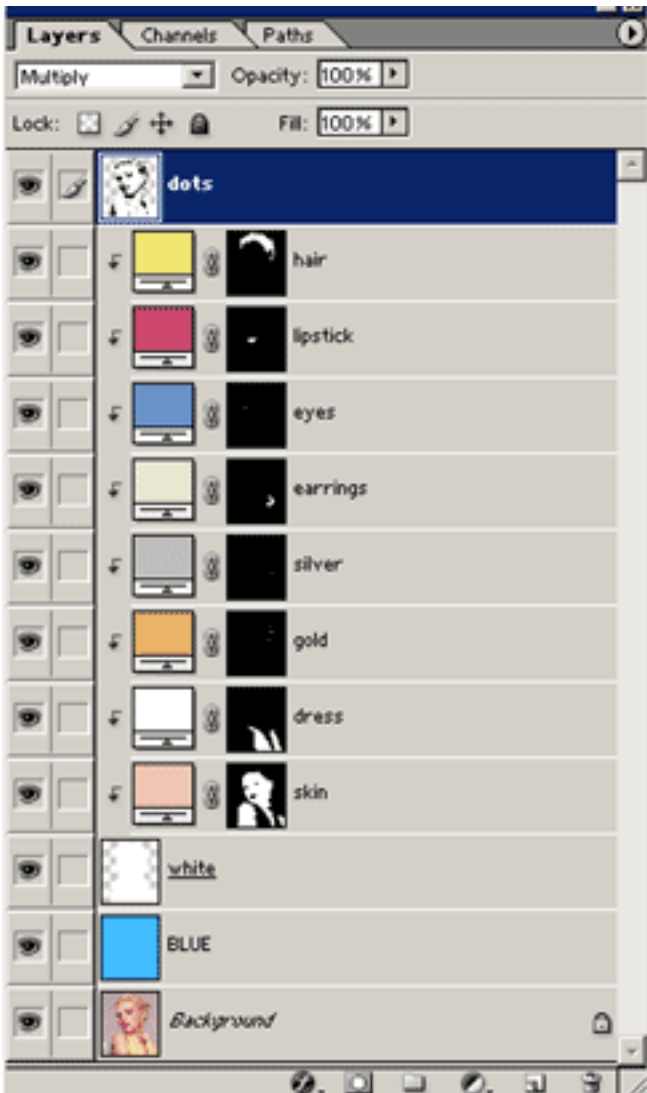 Layers Channels Paths
Multiply Opacity: 100%
Lock: Fill: 100%
dots
hair
lipstick
eyes
earrings
silver
gold
dress
skin
white
BLUE
Background